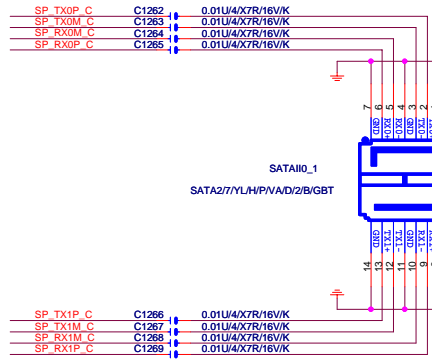 SP_TX0P_C C1262 0.01U/4/X7R/16V/K
SP_TX0M_C C1263 0.01U/4/X7R/16V/K
SP_RX0M_C C1264 0.01U/4/X7R/16V/K
SP_RX0P_C C1265 0.01U/4/X7R/16V/K
7 6 5 4 3 2
GND RX0+ RX0- GND TX0- TX0
SATAII0_1
SATA2/7/YL/H/P/VA/D/2/B/GBT
GND TX1+ TX1- GND RX1- RX1
14 13 12 11 10 9
SP_TX1P_C C1266 0.01U/4/X7R/16V/K
SP_TX1M_C C1267 0.01U/4/X7R/16V/K
SP_RX1M_C C1268 0.01U/4/X7R/16V/K
SP_RX1P_C C1269 0.01U/4/X7R/16V/K